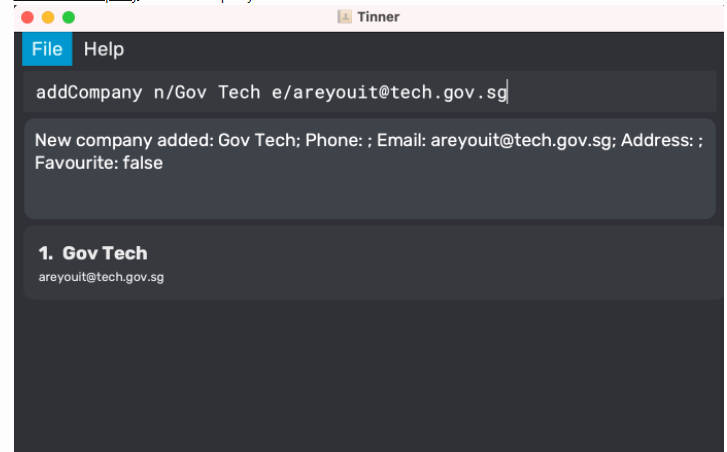 Tinner
File Help
addCompany n/Gov Tech e/areyouit@tech.gov.sg
New company added: Gov Tech; Phone: ; Email: areyouit@tech.gov.sg; Address: ;
Favourite: false
1. Gov Tech
areyouit@tech.gov.sg